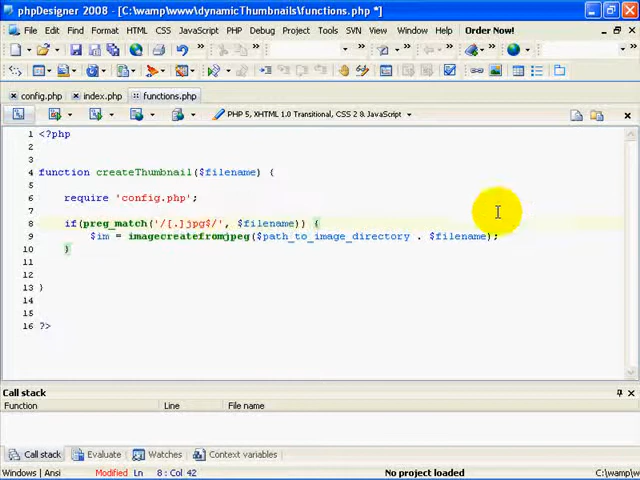 phpDesigner 2008 - [C:\wamp\www\dynamicThumbnails\functions.php *]
File Edit Find Format HTML CSS JavaScript PHP Debug Project Tools SVN View Window Help Order Now!
config.php index.php functions.php
PHP 5, XHTML 1.0 Transitional, CSS 2 & JavaScript
1 <?php
2
3
4 function createThumbnail($filename) {
5
6 require 'config.php';
7
8 if(preg_match('/[.]jpg$/', $filename)) {
9 $im = imagecreatefromjpeg($path_to_image_directory . $filename);
10 }
11
12
13 }
14
15
16 ?>
Call stack
Function Line File name
Call stack Evaluate Watches Context variables
Windows | Ansi Modified Ln 8 : Col 42 No project loaded C:\wamp\w